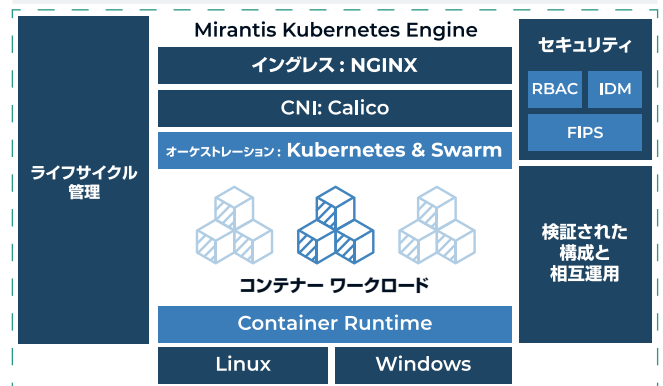 Mirantis Kubernetes Engine
ライフサイクル
管理
イングレス : NGINX
CNI: Calico
オーケストレーション : Kubernetes & Swarm
コンテナー ワークロード
Container Runtime
Linux
Windows
セキュリティ
RBAC
IDM
FIPS
検証された
構成と
相互運用